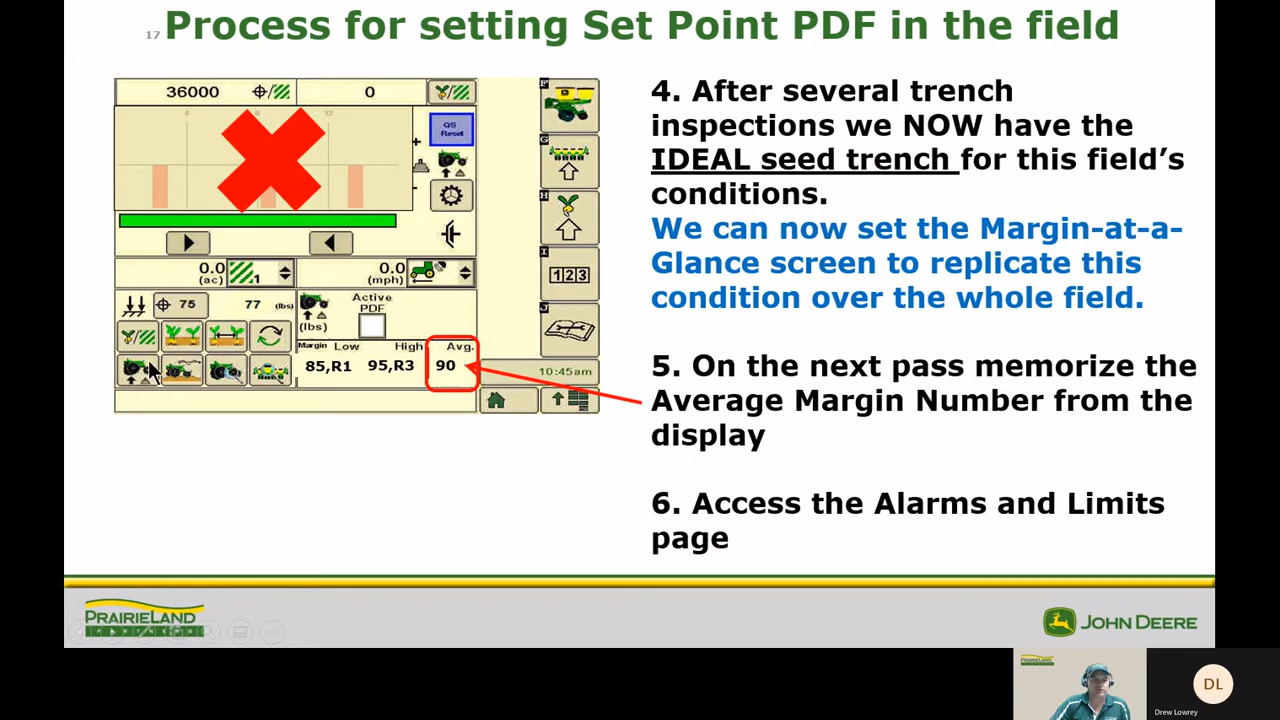 17 Process for setting Set Point PDF in the field
36000
0
4
12
QS
Reset
+
-
F
G
H
I
J
0.0
(ac)
1
0.0
(mph)
123
75
77
(lbs)
(lbs)
Active
PDF
Margin Low
High
Avg.
85,R1
95,R3
90
10:45am
4. After several trench
inspections we NOW have the
IDEAL seed trench for this field's
conditions.
We can now set the Margin-at-a-
Glance screen to replicate this
condition over the whole field.
5. On the next pass memorize the
Average Margin Number from the
display
6. Access the Alarms and Limits
page
PRAIRIELAND
JOHN DEERE
PRAIRIELAND
DL
Drew Lowrey